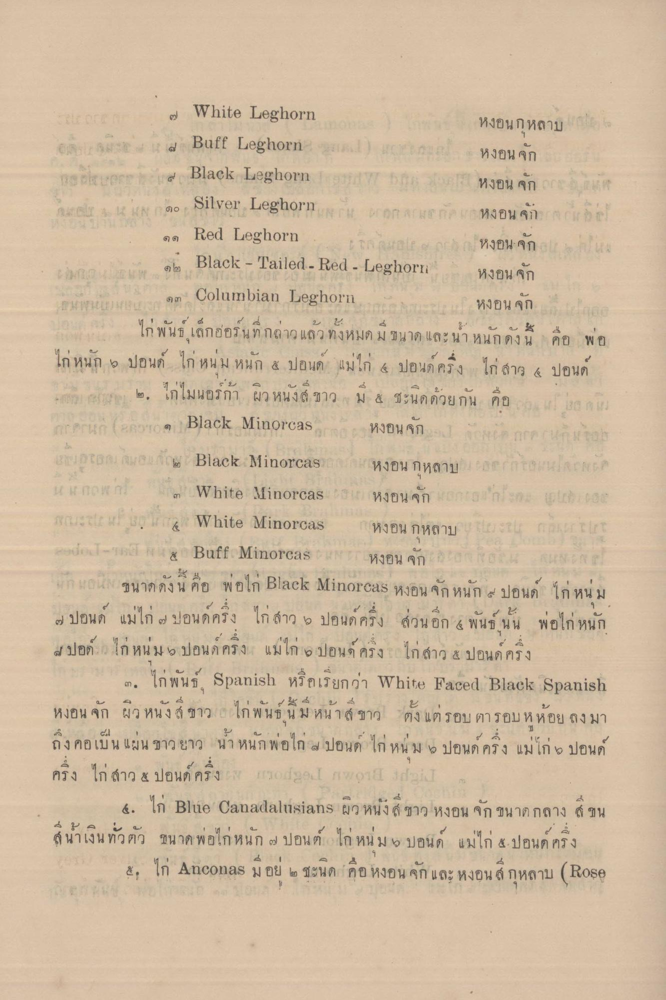 ๗ White Leghorn หงอนกุหลาบ
๘ Buff Leghorn หงอนจัก
๙ Black Leghorn หงอนจัก
๑๐ Silver Leghorn หงอนจัก
๑๑ Red Leghorn หงอนจัก
๑๒ Black - Tailed - Red - Leghorn หงอนจัก
๑๓ Columbian Leghorn หงอนจัก
ไก่พันธุ์เล็กฮอร์นที่กล่าวแล้วทั้งหมดมีขนาดและน้ำหนักดังนี้ คือ พ่อ
ไก่หนัก ๖ ปอนด์ ไก่หนุ่มหนัก ๕ ปอนด์ แม่ไก่ ๔ ปอนด์ครึ่ง ไก่สาว ๔ ปอนด์
๒. ไก่ไมนอร์ก้า ผิวหนังสีขาว มี ๕ ชะนิดด้วยกัน คือ
๑ Black Minorcas หงอนจัก
๒ Black Minorcas หงอนกุหลาบ
๓ White Minorcas หงอนจัก
๔ White Minorcas หงอนกุหลาบ
๕ Buff Minorcas หงอนจัก
ขนาดดังนี้คือ พ่อไก่ Black Minorcas หงอนจักหนัก ๙ ปอนด์ ไก่หนุ่ม
๗ ปอนด์ แม่ไก่ ๗ ปอนด์ครึ่ง ไก่สาว ๖ ปอนด์ครึ่ง ส่วนอีก ๔ พันธุ์นั้น พ่อไก่หนัก
๘ ปอด์ ไก่หนุ่ม ๖ ปอนด์ครึ่ง แม่ไก่ ๖ ปอนด์ครึ่ง ไก่สาว ๕ ปอนด์ครึ่ง
๓. ไก่พันธุ์ Spanish หรือเรียกว่า White Faced Black Spanish
หงอนจัก ผิวหนังสีขาว ไก่พันธุ์นี้มีหน้าสีขาว ตั้งแต่รอบตารอบหูห้อยลงมา
ถึงคอเป็นแผ่นขาวยาว น้ำหนักพ่อไก่ ๘ ปอนด์ ไก่หนุ่ม ๖ ปอนด์ครึ่ง แม่ไก่ ๖ ปอนด์
ครึ่ง ไก่สาว ๕ ปอนด์ครึ่ง
๔. ไก่ Blue Canadalusians ผิวหนังสีขาวหงอนจักขนาดกลาง สีขน
สีน้ำเงินทั่วตัว ขนาดพ่อไก่หนัก ๗ ปอนต์ ไก่หนุ่ม ๖ ปอนด์ แม่ไก่ ๕ ปอนด์ครึ่ง
๕. ไก่ Anconas มีอยู่ ๒ ชะนิด คือหงอนจักและหงอนสีกุหลาบ (Rose